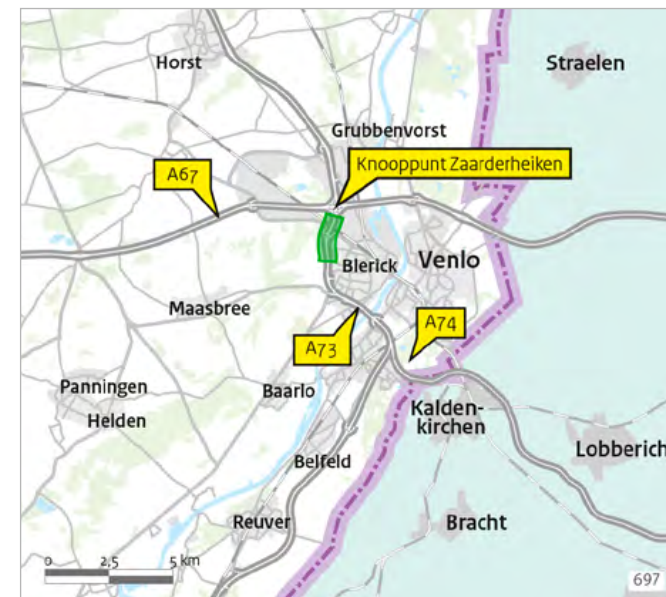 Horst
Straelen
Grubbenvorst
Knooppunt Zaarderheiken
A67
Blerick
Venlo
Maasbree
A73
A74
Panningen
Helden
Baarlo
Kalden-
kirchen
Belfeld
Lobberich
Reuver
Bracht
0 2,5 5 km
697